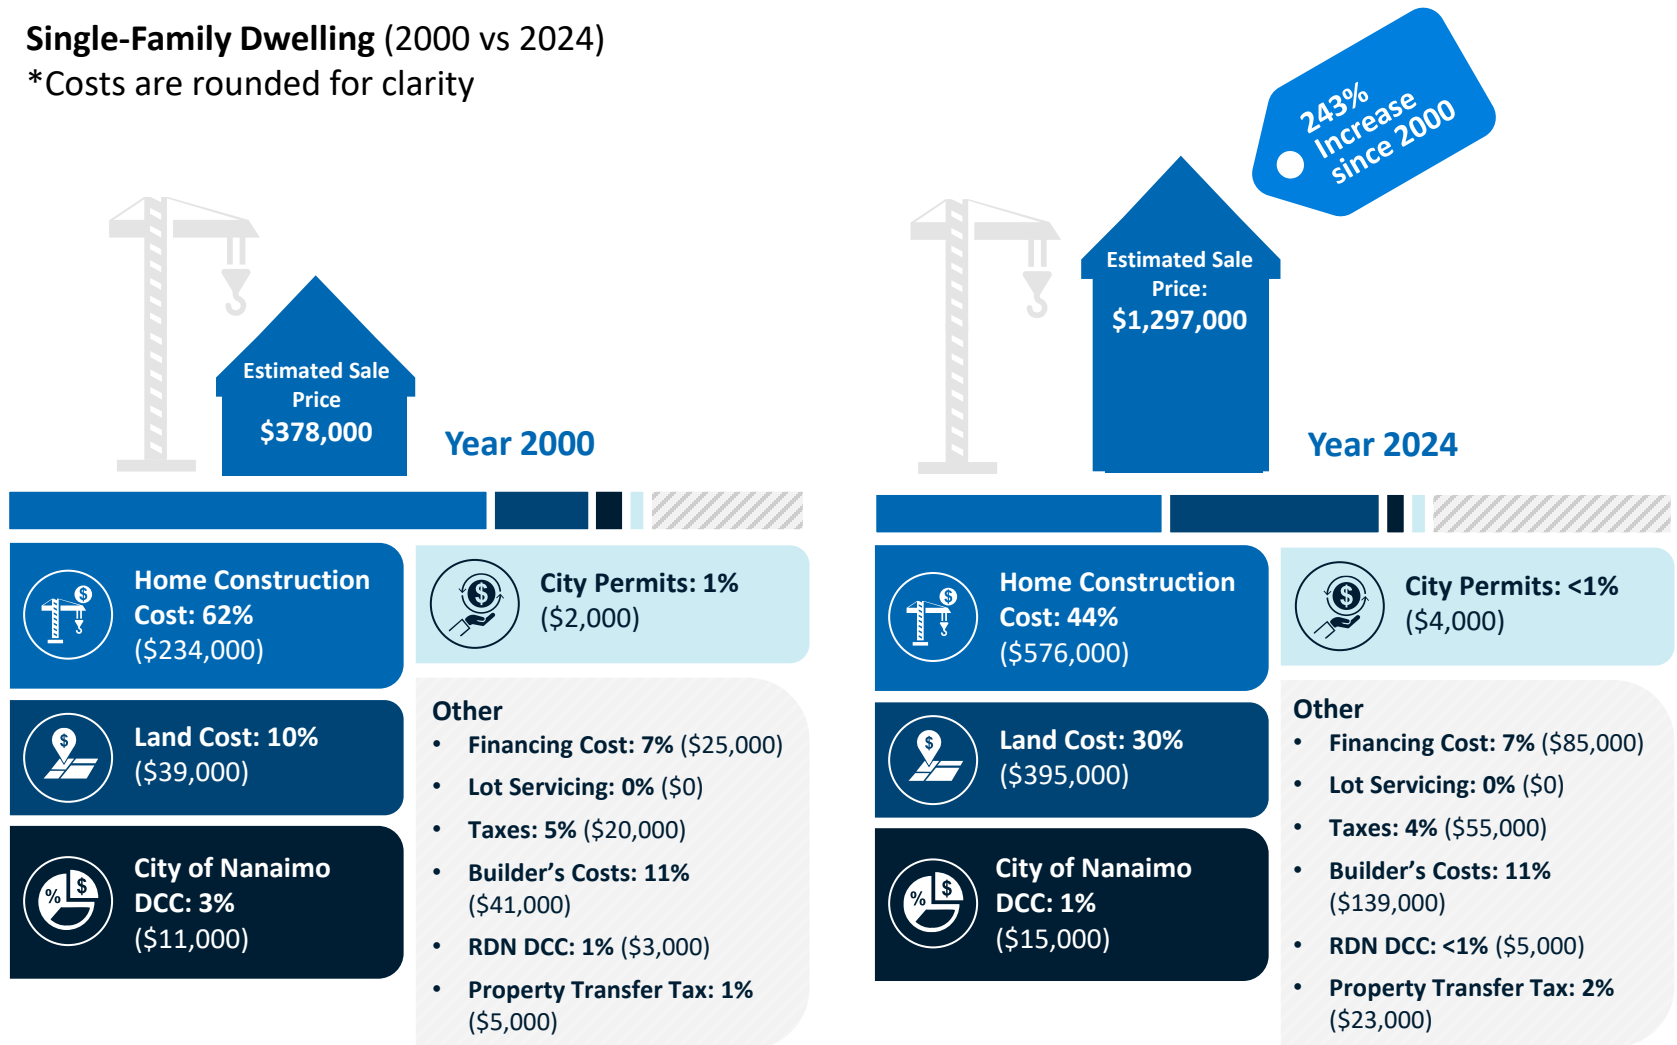 Single-Family Dwelling (2000 vs 2024)
*Costs are rounded for clarity
Estimated Sale
Price
$378,000
Year 2000
Home Construction
Cost: 62%
($234,000)
Land Cost: 10%
($39,000)
City of Nanaimo
DCC: 3%
($11,000)
City Permits: 1%
($2,000)
Other
• Financing Cost: 7% ($25,000)
• Lot Servicing: 0% ($0)
• Taxes: 5% ($20,000)
• Builder’s Costs: 11%
($41,000)
• RDN DCC: 1% ($3,000)
• Property Transfer Tax: 1%
($5,000)
243%
Increase
since 2000
Estimated Sale
Price:
$1,297,000
Year 2024
Home Construction
Cost: 44%
($576,000)
Land Cost: 30%
($395,000)
City of Nanaimo
DCC: 1%
($15,000)
City Permits: <1%
($4,000)
Other
• Financing Cost: 7% ($85,000)
• Lot Servicing: 0% ($0)
• Taxes: 4% ($55,000)
• Builder’s Costs: 11%
($139,000)
• RDN DCC: <1% ($5,000)
• Property Transfer Tax: 2%
($23,000)